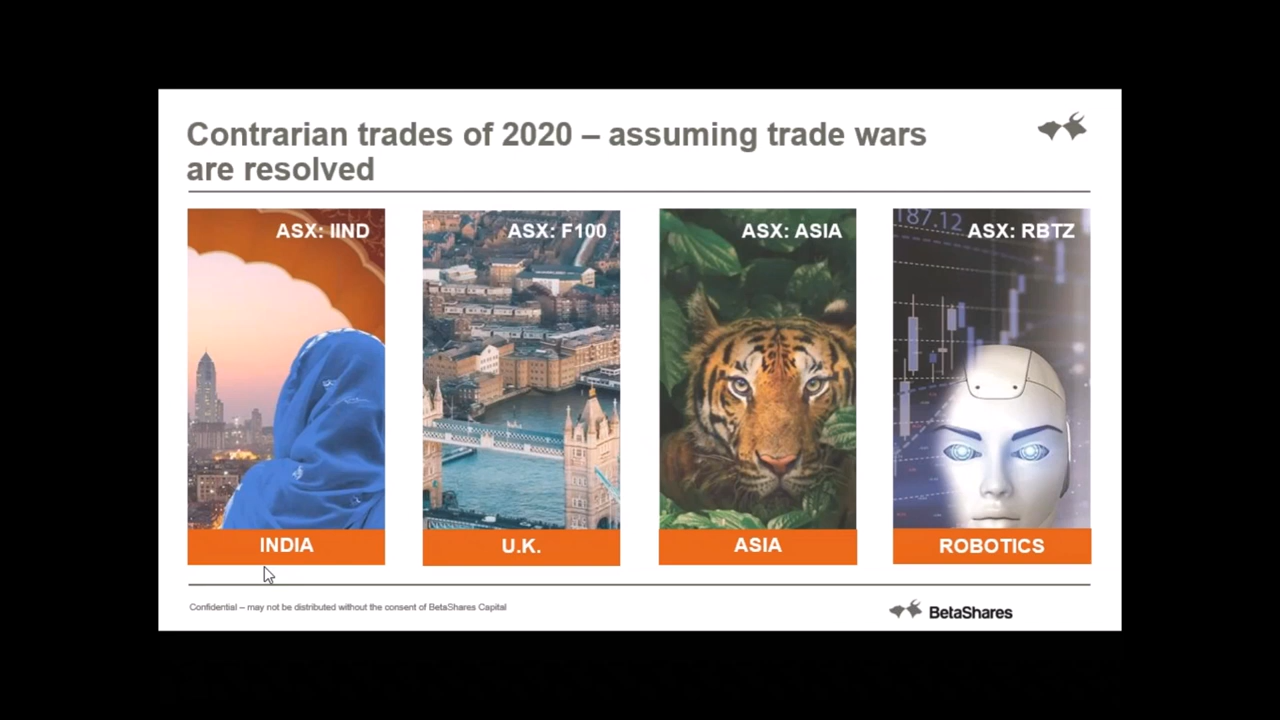 Contrarian trades of 2020 – assuming trade wars
are resolved
ASX: IIND
ASX: F100
ASX: ASIA
187.12
ASX: RBTZ
INDIA
U.K.
ASIA
ROBOTICS
Confidential – may not be distributed without the consent of BetaShares Capital
BetaShares